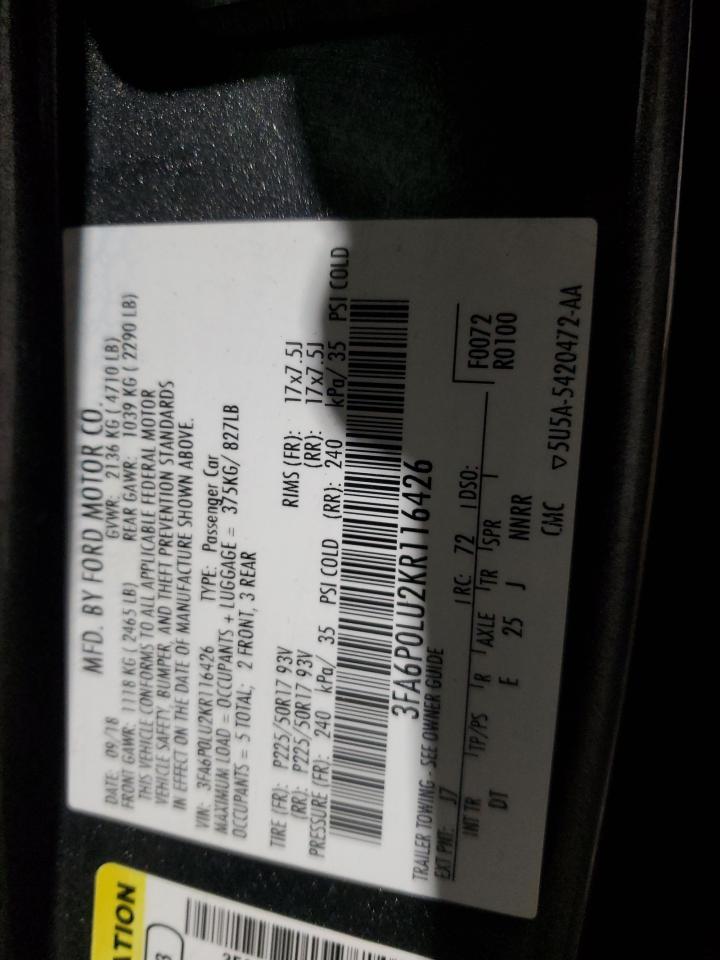 MFD. BY FORD MOTOR CO.
DATE: 09/18 GVWR: 2136 KG ( 4710 LB)
FRONT GAWR: 1118 KG ( 2465 LB) REAR GAWR: 1039 KG ( 2290 LB)
THIS VEHICLE CONFORMS TO ALL APPLICABLE FEDERAL MOTOR
VEHICLE SAFETY, BUMPER, AND THEFT PREVENTION STANDARDS
IN EFFECT ON THE DATE OF MANUFACTURE SHOWN ABOVE.
VIN: 3FA6P0LU2KR116426 TYPE: Passenger Car
MAXIMUM LOAD = OCCUPANTS + LUGGAGE = 375KG/ 827LB
OCCUPANTS = 5 TOTAL; 2 FRONT, 3 REAR
TIRE (FR): P225/50R17 93V RIMS (FR): 17x7.5J
(RR): P225/50R17 93V (RR): 17x7.5J
PRESSURE (FR): 240 kPa/ 35 PSI COLD (RR): 240 kPa/ 35 PSI COLD
3FA6P0LU2KR116426
TRAILER TOWING - SEE OWNER GUIDE
EXT PNT: J7 RC: 72 DSO:
INT TR TP/PS R AXLE TR SPR F0072
DT E 25 J NNRR R0100
CMC ▽5U5A-5420472-AA
ATION